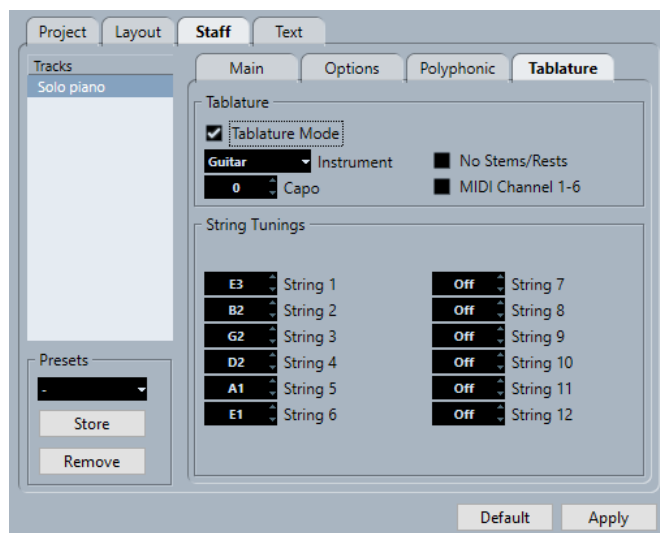 Project Layout Staff Text
Tracks
Solo piano
Main Options Polyphonic Tablature
Tablature
Tablature Mode
Guitar Instrument No Stems/Rests
0 Capo MIDI Channel 1-6
String Tunings
E3 String 1 Off String 7
B2 String 2 Off String 8
G2 String 3 Off String 9
D2 String 4 Off String 10
A1 String 5 Off String 11
E1 String 6 Off String 12
Presets
-
Store
Remove
Default Apply